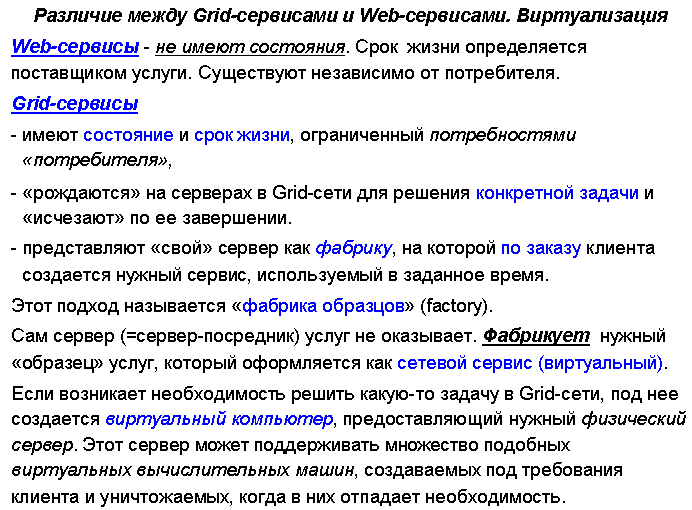 Различие между Grid-сервисами и Web-сервисами. Виртуализация
Web-сервисы - не имеют состояния. Срок жизни определяется
поставщиком услуги. Существуют независимо от потребителя.
Grid-сервисы
- имеют состояние и срок жизни, ограниченный потребностями
«потребителя»,
- «рождаются» на серверах в Grid-сети для решения конкретной задачи и
«исчезают» по ее завершении.
- представляют «свой» сервер как фабрику, на которой по заказу клиента
создается нужный сервис, используемый в заданное время.
Этот подход называется «фабрика образцов» (factory).
Сам сервер (=сервер-посредник) услуг не оказывает. Фабрикует нужный
«образец» услуг, который оформляется как сетевой сервис (виртуальный).
Если возникает необходимость решить какую-то задачу в Grid-сети, под нее
создается виртуальный компьютер, предоставляющий нужный физический
сервер. Этот сервер может поддерживать множество подобных
виртуальных вычислительных машин, создаваемых под требования
клиента и уничтожаемых, когда в них отпадает необходимость.